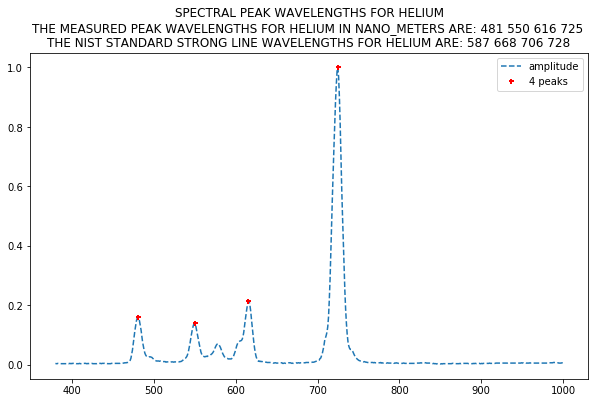 SPECTRAL PEAK WAVELENGTHS FOR HELIUM
THE MEASURED PEAK WAVELENGTHS FOR HELIUM IN NANO_METERS ARE: 481 550 616 725
THE NIST STANDARD STRONG LINE WAVELENGTHS FOR HELIUM ARE: 587 668 706 728
amplitude
4 peaks
1.0
0.8
0.6
0.4
0.2
0.0
400 500 600 700 800 900 1000